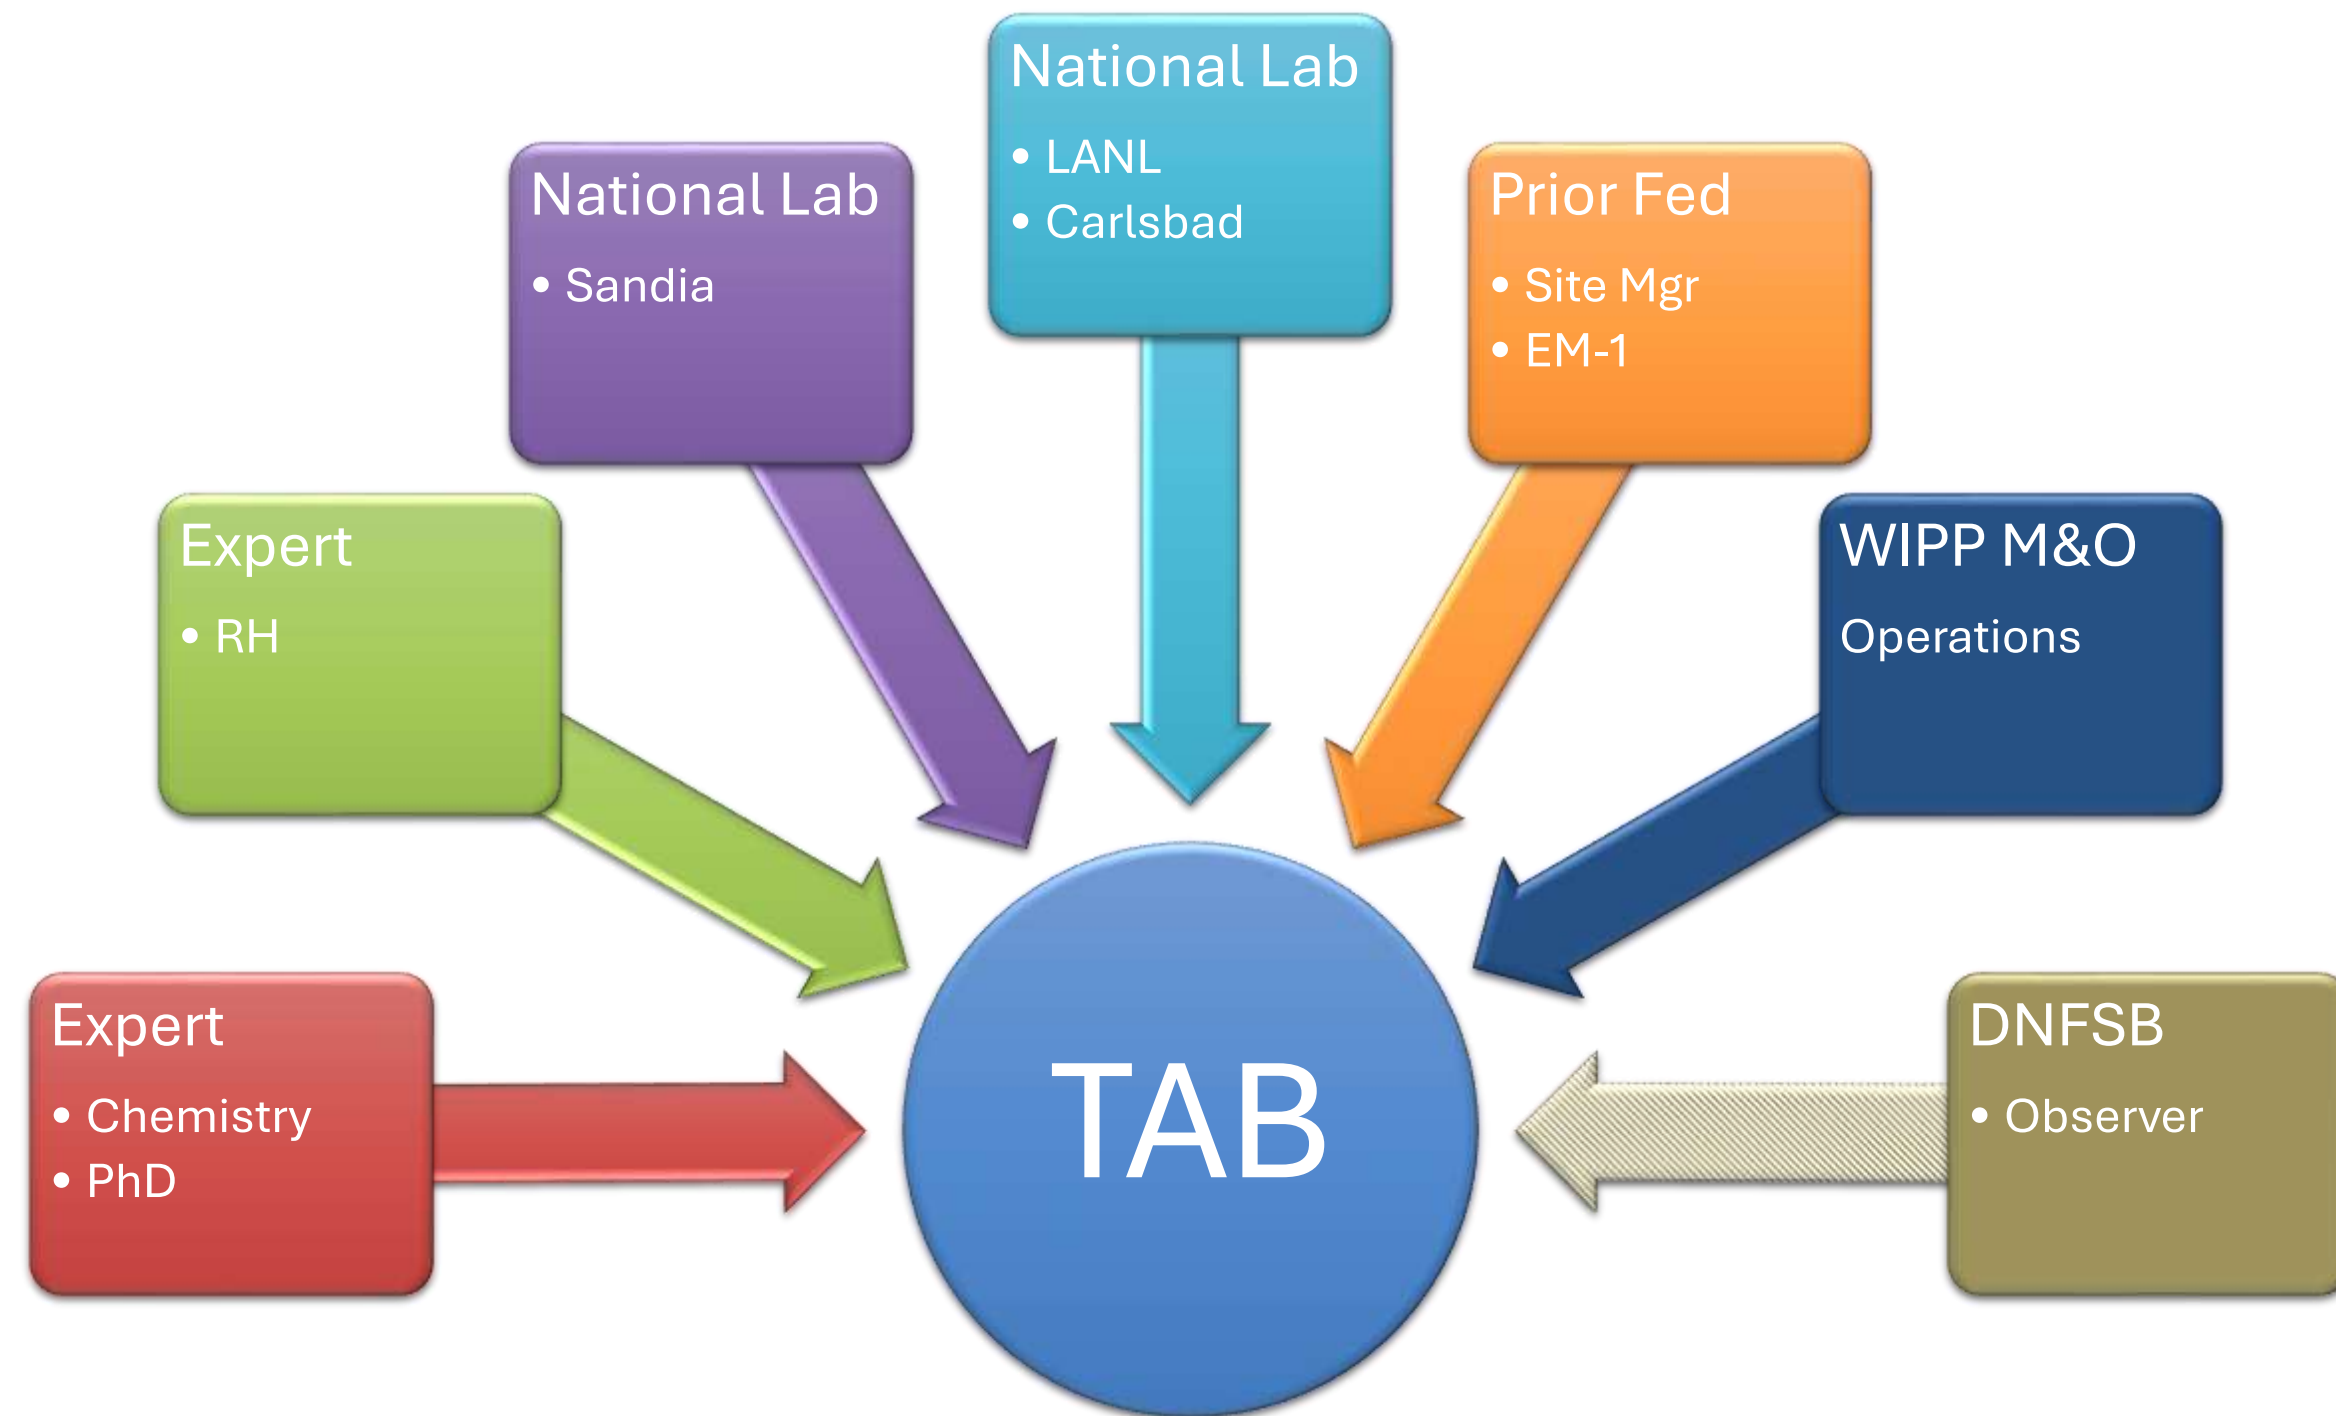 National Lab
• LANL
• Carlsbad
National Lab
• Sandia
Prior Fed
• Site Mgr
• EM-1
Expert
• RH
WIPP M&O
Operations
Expert
• Chemistry
• PhD
TAB
DNFSB
• Observer